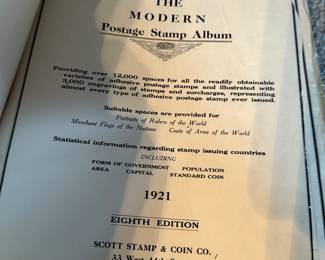 THE
MODERN
Postage Stamp Album
Providing over 12,000 spaces for all the readily obtainable
varieties of adhesive postage stamps and illustrated with
3,000 engravings of stamps and surcharges, representing
almost every type of adhesive postage stamp ever issued.
Suitable spaces are provided for
Portraits of Rulers of the World
Merchant Flags of the Nations Coats of Arms of the World
Statistical information regarding stamp issuing countries
INCLUDING
FORM OF GOVERNMENT POPULATION
AREA CAPITAL STANDARD COIN
1921
EIGHTH EDITION
SCOTT STAMP & COIN CO.
33 West 44th